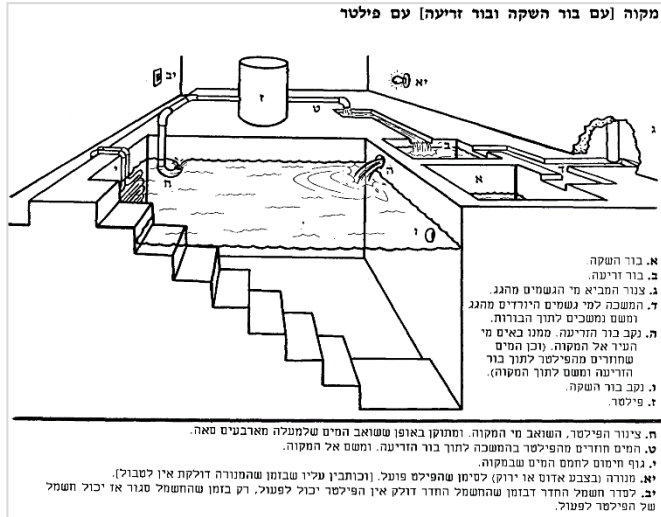 מקוה [עם בור השקה ובור זריעה] עם פילטר
יב
ז
יא
ט
ג
ב
י
ח
ה
א
ו
א. בור השקה.
ב. בור זריעה.
ג. צנור המביא מי הגשמים מהגג.
ד. המשכה למי גשמים היורדים מהגג
ומשם נמשכים לתוך הבורות.
ה. נקב בור הזריעה. ממנו באים מי
העיר אל המקוה. (וכן המים
שחוזרים מהפילטר לתוך בור
הזריעה ומשם לתוך המקוה).
ו. נקב בור השקה.
ז. פילטר.
ח. צינור הפילטר, השואב מי המקוה. ומתוקן באופן ששואב המים שלמעלה מארבעים סאה.
ט. המים חוזרים מהפילטר בהמשכה לתוך בור הזריעה. ומשם אל המקוה.
י. גוף חימום לחמם המים שבמקוה.
יא. מנורה (בצבע אדום או ירוק) לסימן שהפילט פועל. [וכותבין עליו שבזמן שהמנורה דולקת אין לטבול].
יב. לסדר חשמל החדר דבזמן שהחשמל החדר דולק אין הפילטר יכול לפעול, רק בזמן שהחשמל סגור אז יכול חשמל
של הפילטר לפעול.